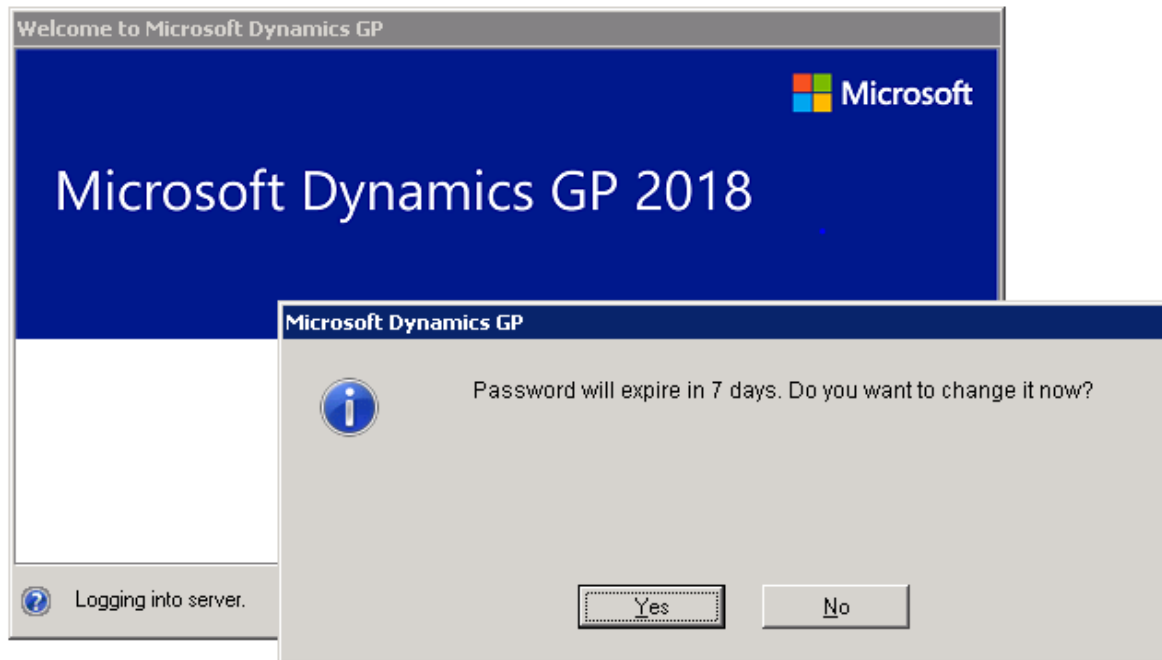 Welcome to Microsoft Dynamics GP
Microsoft
Microsoft Dynamics GP 2018
Microsoft Dynamics GP
Password will expire in 7 days. Do you want to change it now?
Logging into server.
Yes
No